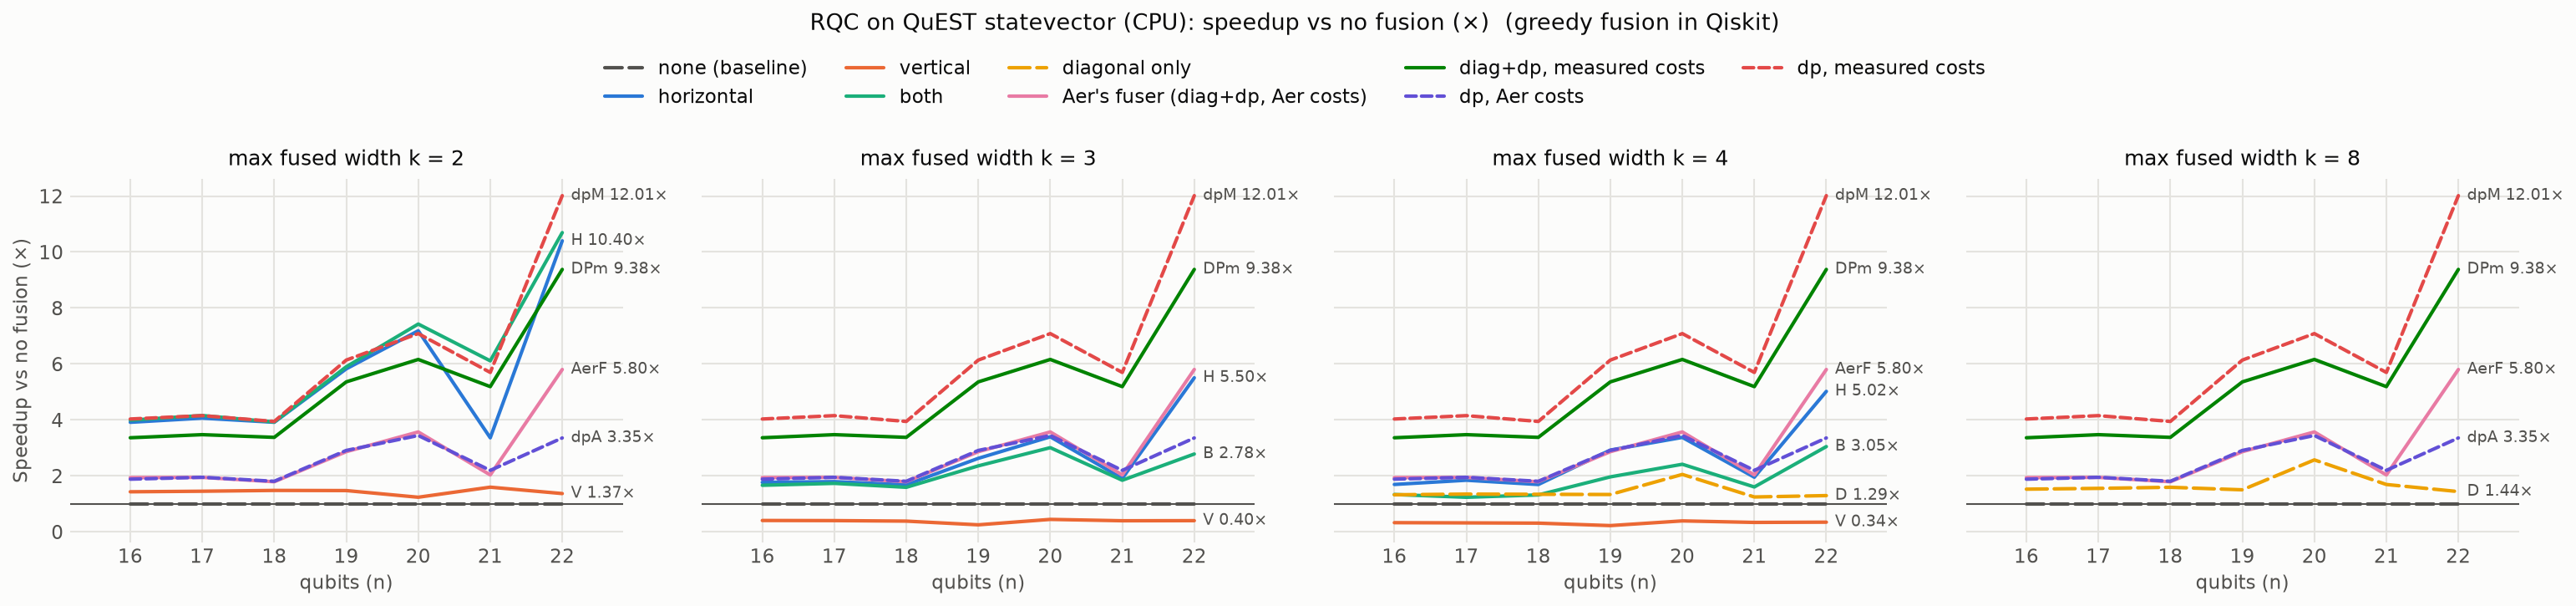 RQC on QuEST statevector (CPU): speedup vs no fusion (×)  (greedy fusion in Qiskit)
none (baseline)
horizontal
vertical
both
diagonal only
Aer's fuser (diag+dp, Aer costs)
diag+dp, measured costs
dp, Aer costs
dp, measured costs
Speedup vs no fusion (×)
max fused width k = 2
12
10
8
6
4
2
0
dpM 12.01×
H 10.40×
DPm 9.38×
AerF 5.80×
dpA 3.35×
V 1.37×
16 17 18 19 20 21 22
qubits (n)
max fused width k = 3
dpM 12.01×
DPm 9.38×
H 5.50×
B 2.78×
V 0.40×
16 17 18 19 20 21 22
qubits (n)
max fused width k = 4
dpM 12.01×
DPm 9.38×
AerF 5.80×
H 5.02×
B 3.05×
D 1.29×
V 0.34×
16 17 18 19 20 21 22
qubits (n)
max fused width k = 8
dpM 12.01×
DPm 9.38×
AerF 5.80×
dpA 3.35×
D 1.44×
16 17 18 19 20 21 22
qubits (n)